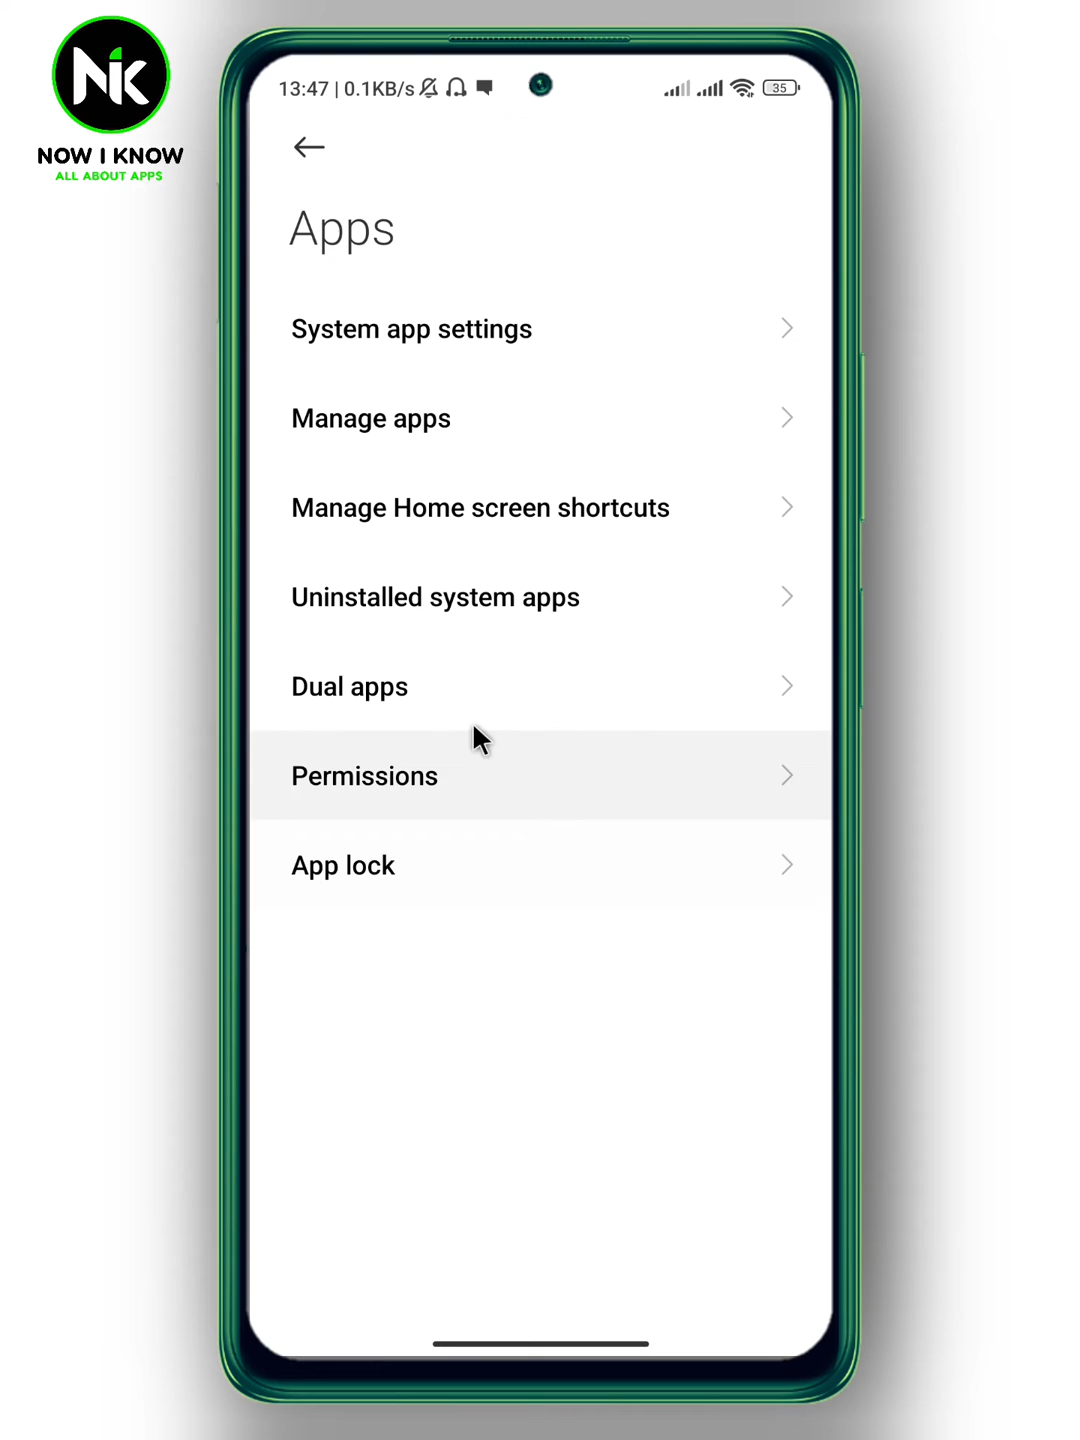 NiK
NOW I KNOW
ALL ABOUT APPS
13:47 | 0.1KB/s
35
Apps
System app settings
Manage apps
Manage Home screen shortcuts
Uninstalled system apps
Dual apps
Permissions
App lock